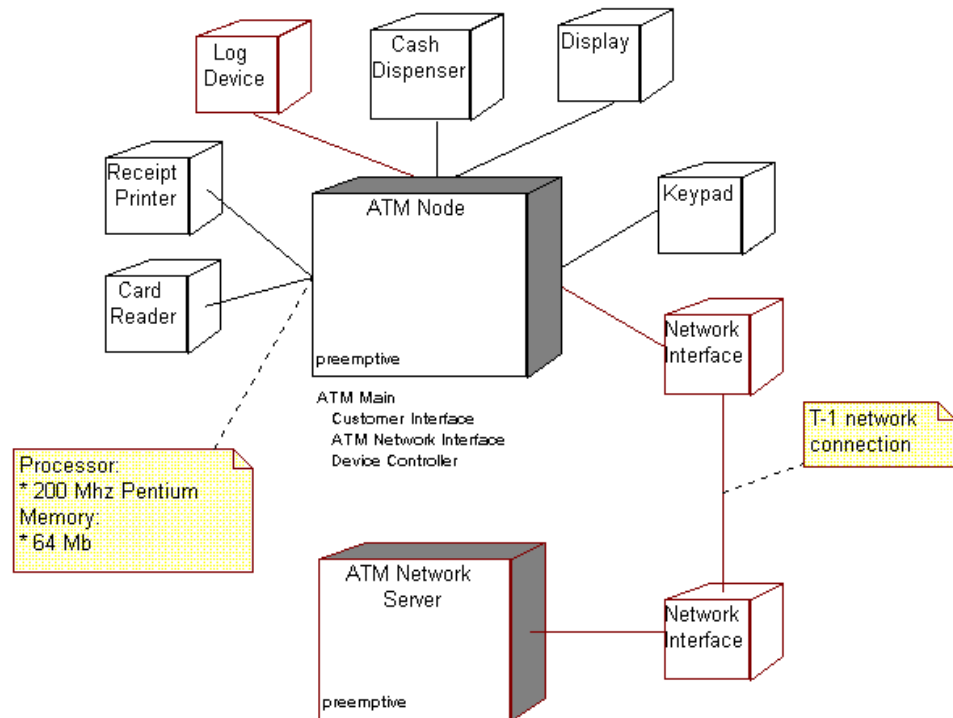 Log
Device
Cash
Dispenser
Display
Receipt
Printer
ATM Node
Keypad
Card
Reader
Network
Interface
preemptive
ATM Main
Customer Interface
ATM Network Interface
Device Controller
T-1 network
connection
Processor:
* 200 Mhz Pentium
Memory:
* 64 Mb
ATM Network
Server
Network
Interface
preemptive